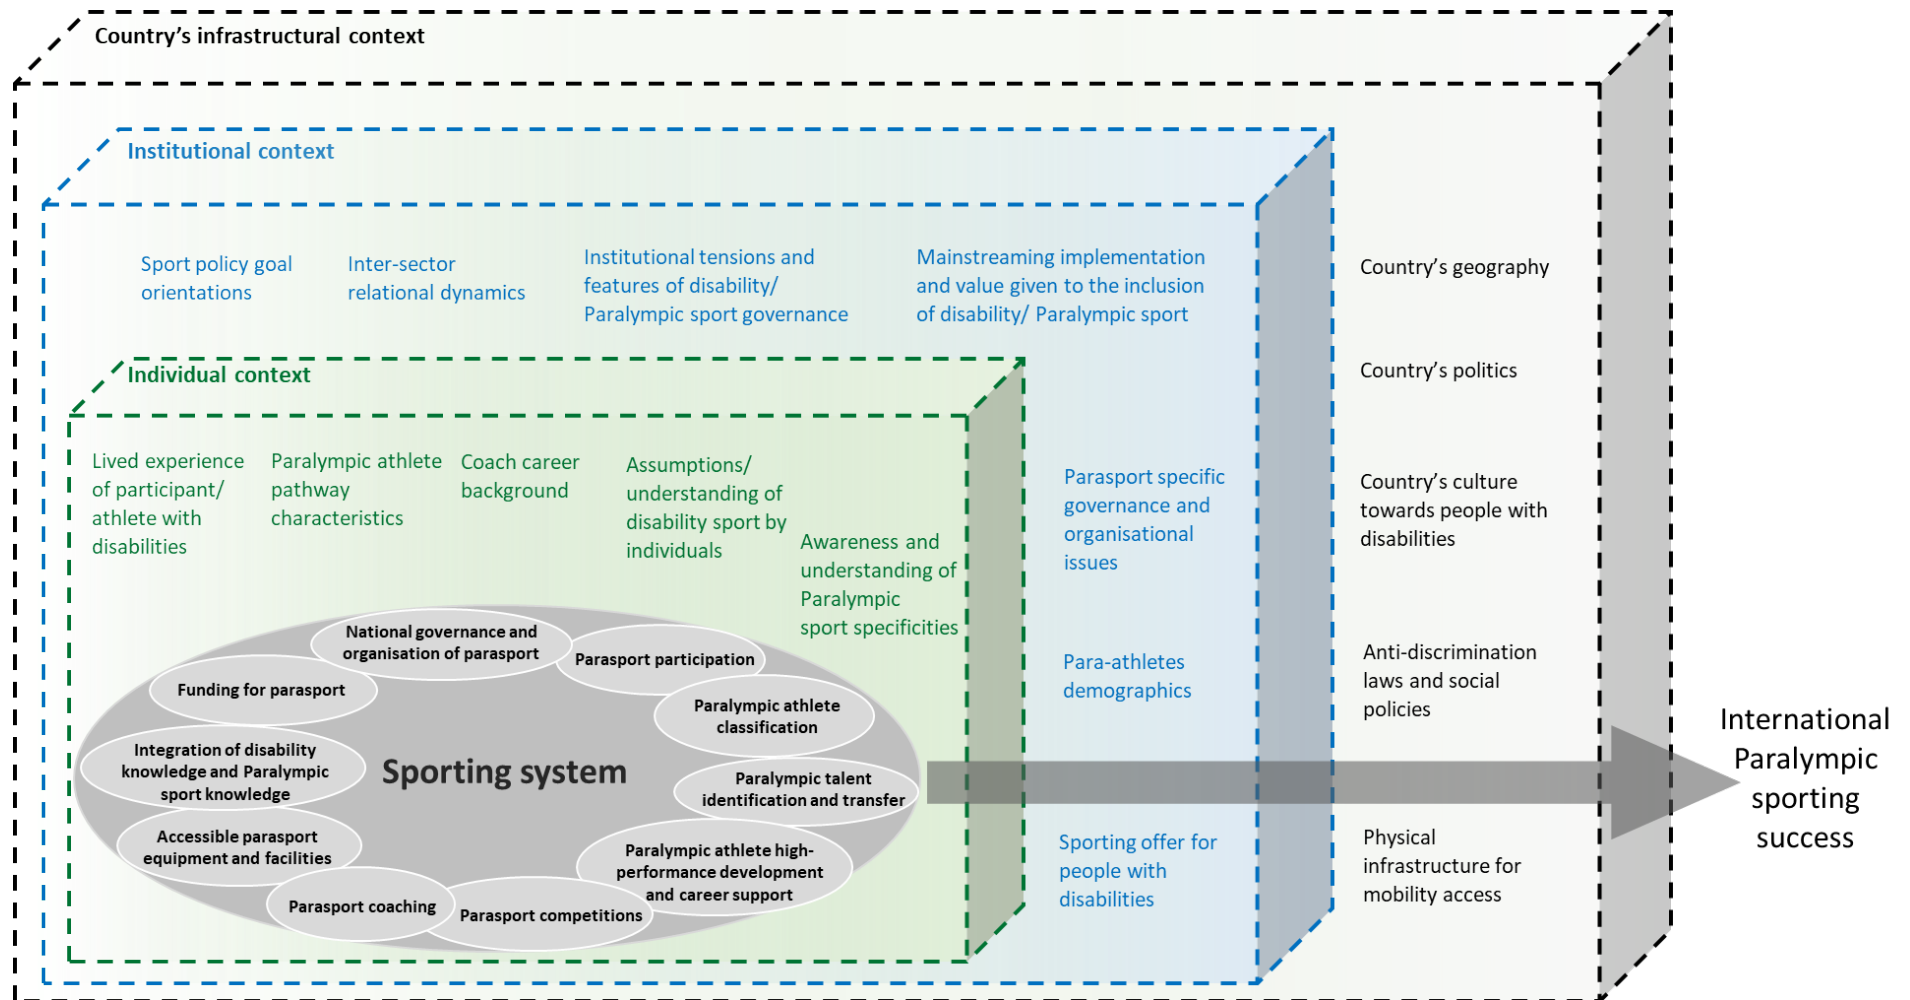 Country’s infrastructural context
Institutional context
Sport policy goal
orientations
Inter-sector
relational dynamics
Institutional tensions and
features of disability/
Paralympic sport governance
Mainstreaming implementation
and value given to the inclusion
of disability/ Paralympic sport
Country’s geography
Country’s politics
Country’s culture
towards people with
disabilities
Anti-discrimination
laws and social
policies
Physical
infrastructure for
mobility access
Parasport specific
governance and
organisational
issues
Para-athletes
demographics
Sporting offer for
people with
disabilities
Individual context
Lived experience
of participant/
athlete with
disabilities
Paralympic athlete
pathway
characteristics
Coach career
background
Assumptions/
understanding of
disability sport by
individuals
Awareness and
understanding of
Paralympic
sport specificities
Sporting system
National governance and
organisation of parasport
Parasport participation
Paralympic athlete
classification
Paralympic talent
identification and transfer
Paralympic athlete high-
performance development
and career support
Parasport competitions
Parasport coaching
Accessible parasport
equipment and facilities
Integration of disability
knowledge and Paralympic
sport knowledge
Funding for parasport
International
Paralympic
sporting
success